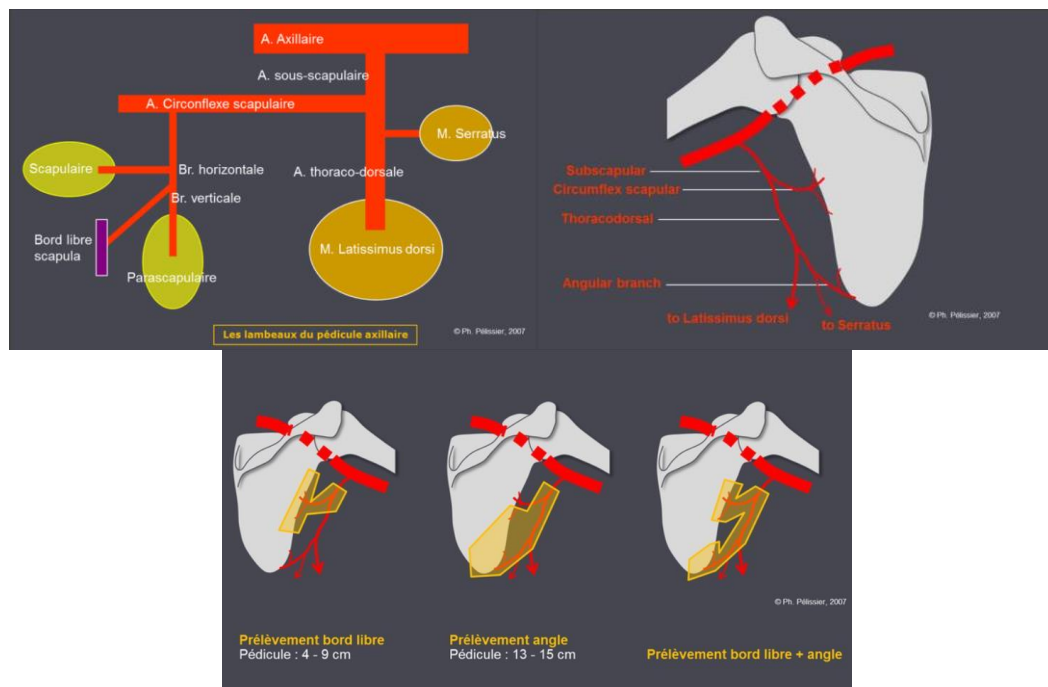 A. Axillaire
A. sous-scapulaire
A. Circonflexe scapulaire
M. Serratus
Scapulaire
Br. horizontale
A. thoraco-dorsale
Br. verticale
Bord libre
scapula
M. Latissimus dorsi
Parascapulaire
Les lambeaux du pédicule axillaire
© Ph. Pélissier, 2007
Subscapular
Circumflex scapular
Thoracodorsal
Angular branch
to Latissimus dorsi
to Serratus
© Ph. Pélissier, 2007
© Ph. Pélissier, 2007
Prélèvement bord libre
Pédicule : 4 - 9 cm
Prélèvement angle
Pédicule : 13 - 15 cm
Prélèvement bord libre + angle